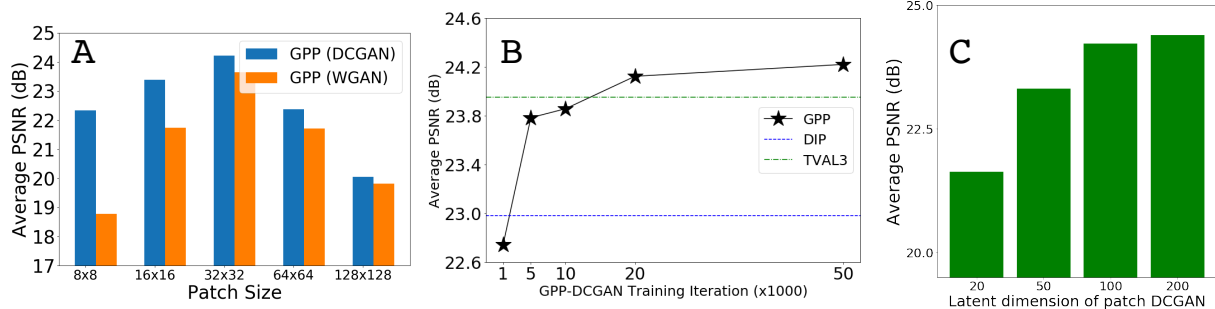 A
GPP (DCGAN)
GPP (WGAN)
Average PSNR (dB)
25
24
23
22
21
20
19
18
17
8x8 16x16 32x32 64x64 128x128
Patch Size
B
Average PSNR (dB)
24.6
24.2
23.8
23.4
23.0
22.6
GPP
DIP
TVAL3
1 5 10 20 50
GPP-DCGAN Training Iteration (x1000)
C
Average PSNR (dB)
25.0
22.5
20.0
20 50 100 200
Latent dimension of patch DCGAN